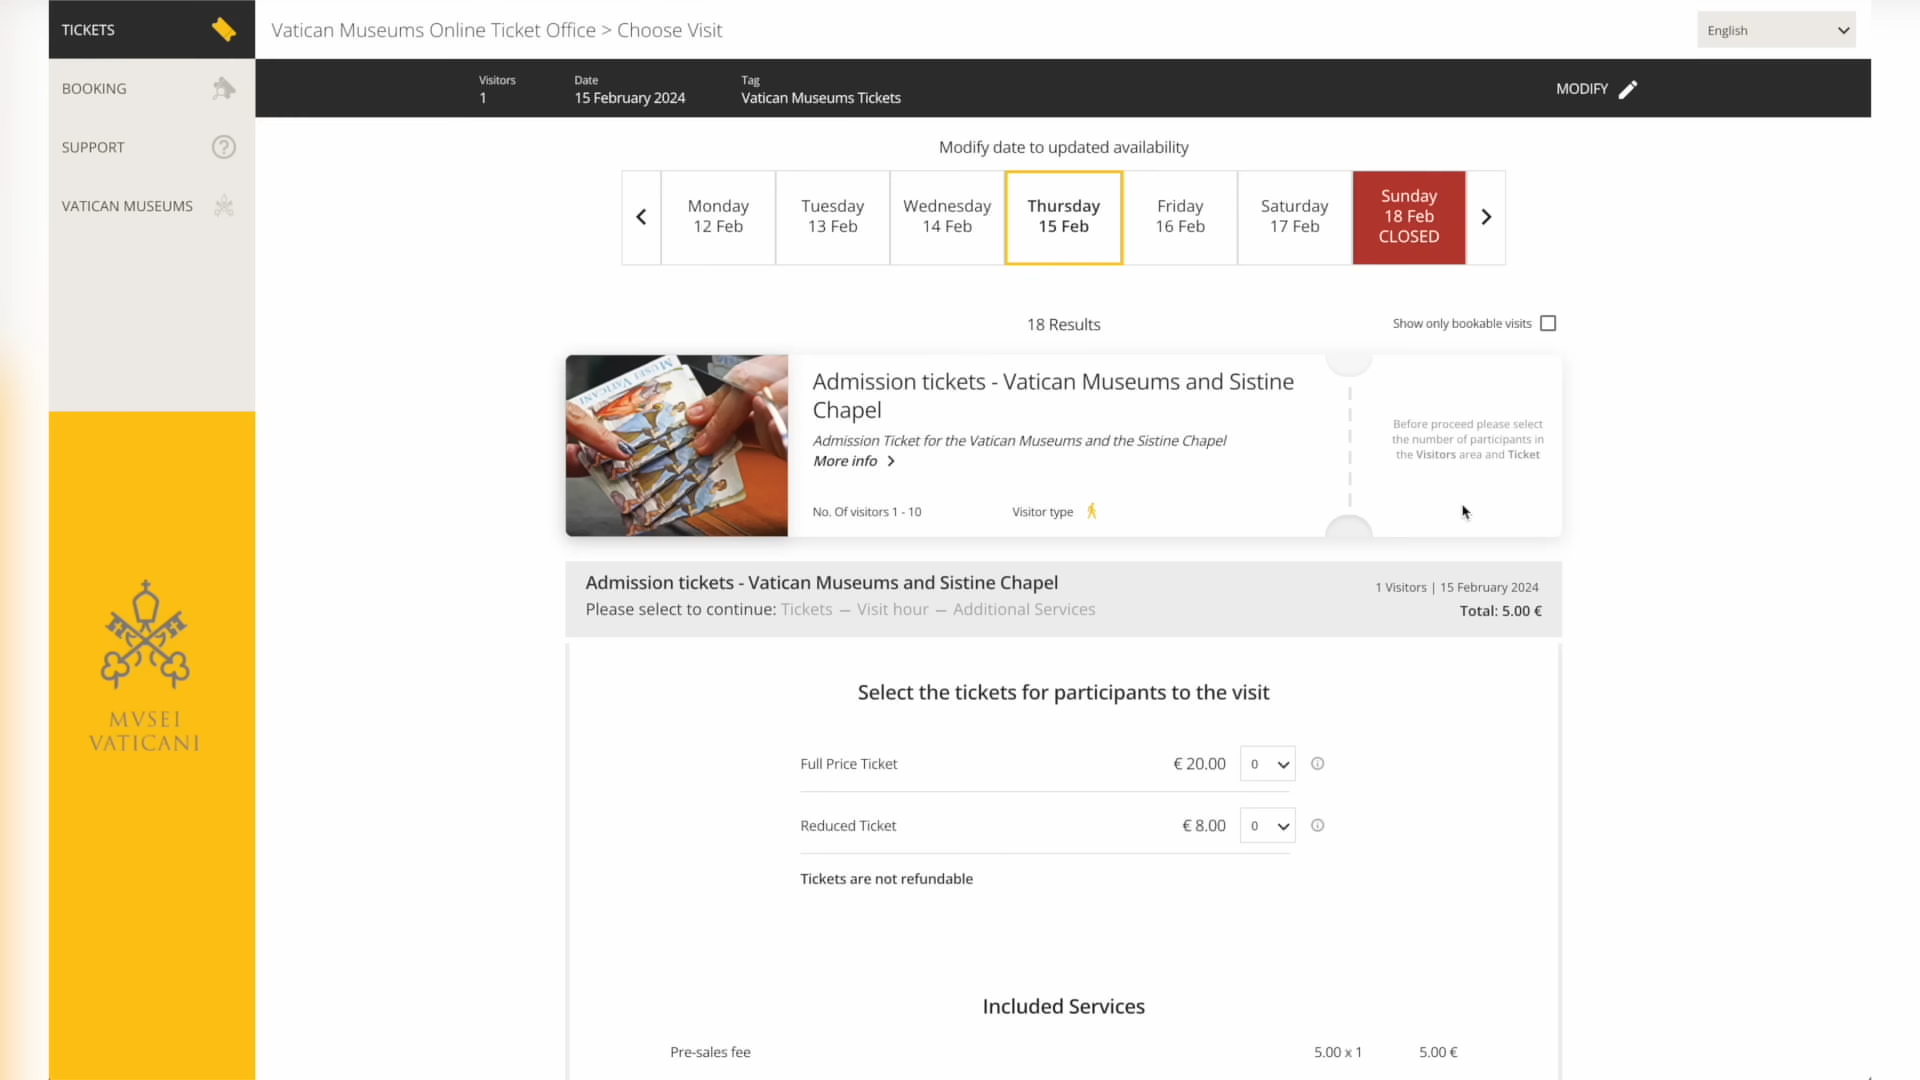 TICKETS
Vatican Museums Online Ticket Office > Choose Visit
English
BOOKING
Visitors
1
Date
15 February 2024
Tag
Vatican Museums Tickets
MODIFY
SUPPORT
VATICAN MUSEUMS
Modify date to updated availability
Monday
12 Feb
Tuesday
13 Feb
Wednesday
14 Feb
Thursday
15 Feb
Friday
16 Feb
Saturday
17 Feb
Sunday
18 Feb
CLOSED
18 Results
Show only bookable visits
MUSEI VATICANI
Admission tickets - Vatican Museums and Sistine
Chapel
Admission Ticket for the Vatican Museums and the Sistine Chapel
More info >
No. Of visitors 1 - 10
Visitor type
Before proceed please select
the number of participants in
the Visitors area and Ticket
Admission tickets - Vatican Museums and Sistine Chapel
Please select to continue: Tickets — Visit hour — Additional Services
1 Visitors | 15 February 2024
Total: 5.00 €
MVSEI
VATICANI
Select the tickets for participants to the visit
Full Price Ticket € 20.00 0
Reduced Ticket € 8.00 0
Tickets are not refundable
Included Services
Pre-sales fee 5.00 x 1 5.00 €